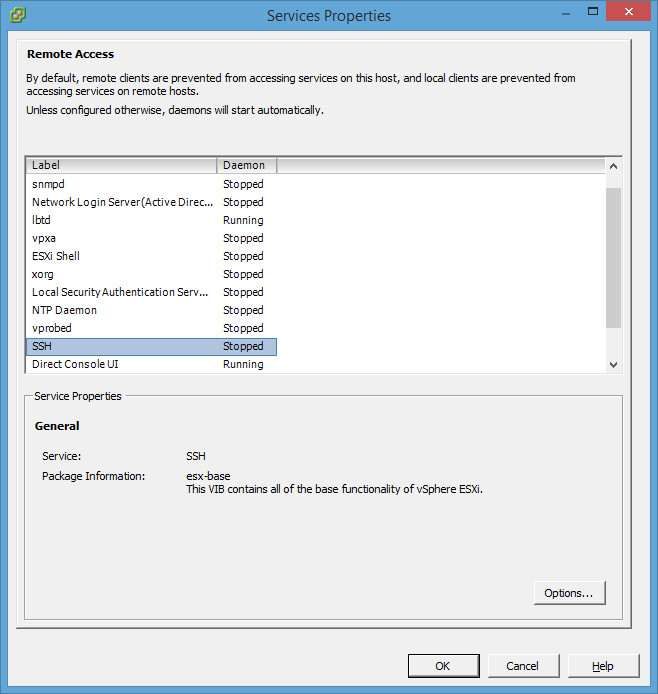 Services Properties
Remote Access
By default, remote clients are prevented from accessing services on this host, and local clients are prevented from
accessing services on remote hosts.
Unless configured otherwise, daemons will start automatically.
Label Daemon
snmpd Stopped
Network Login Server(Active Direc... Stopped
lbtd Running
vpxa Stopped
ESXi Shell Stopped
xorg Stopped
Local Security Authentication Serv... Stopped
NTP Daemon Stopped
vprobed Stopped
SSH Stopped
Direct Console UI Running
Service Properties
General
Service: SSH
Package Information: esx-base
This VIB contains all of the base functionality of vSphere ESXi.
Options...
OK Cancel Help